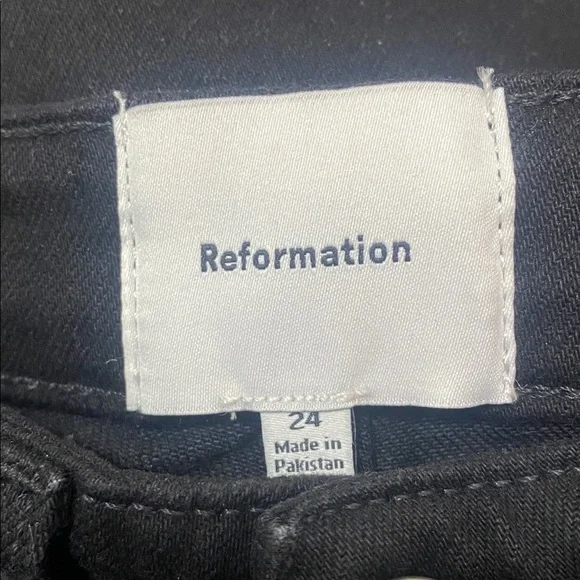 Reformation
24
Made in
Pakistan